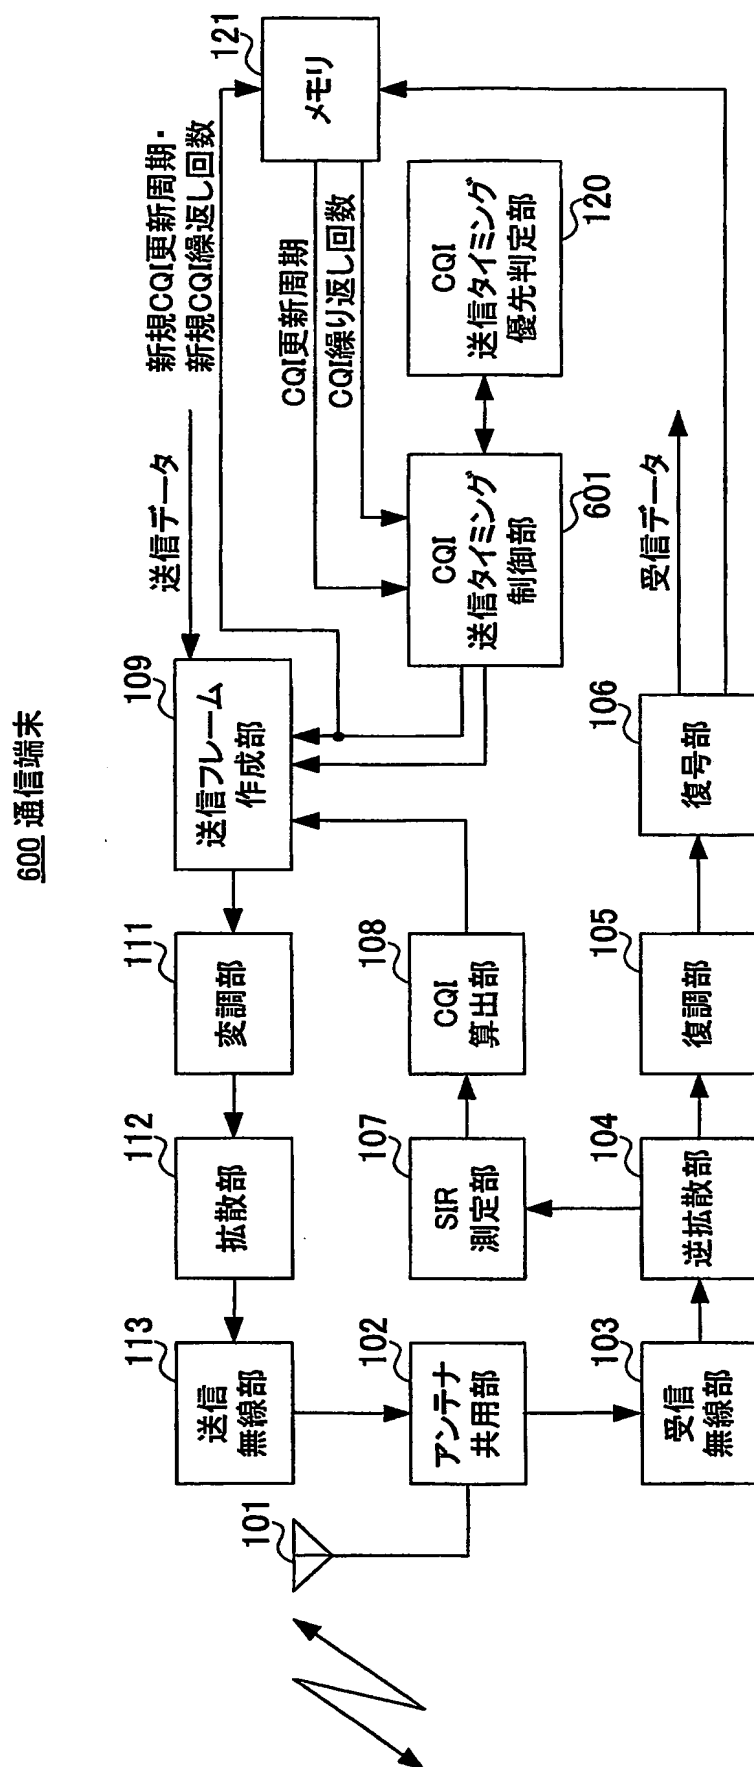 600 通信端末
101
113
送信
無線部
112
拡散部
111
変調部
109
送信フレーム
作成部
送信データ
新規CQI更新周期・
新規CQI繰返し回数
121
メモリ
102
アンテナ
共用部
107
SIR
測定部
108
CQI
算出部
CQI更新周期
CQI繰り返し回数
CQI
送信タイミング
制御部
601
CQI
送信タイミング
優先判定部
120
103
受信
無線部
104
逆拡散部
105
復調部
106
復号部
受信データ